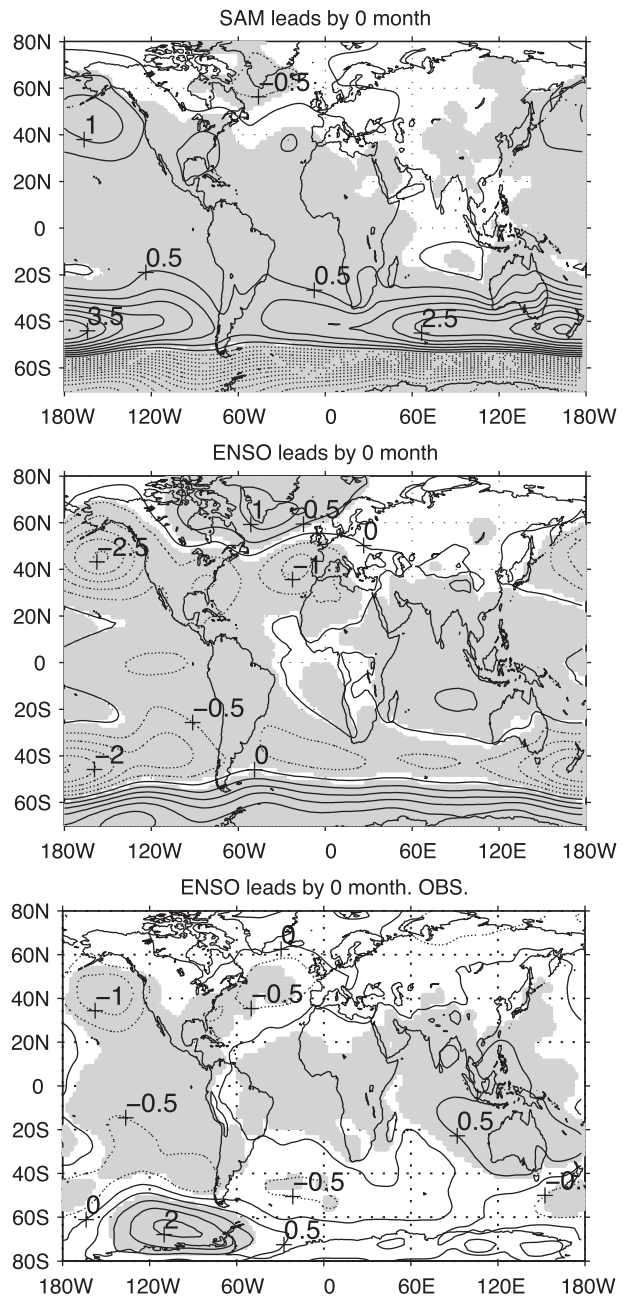 SAM leads by 0 month
80N
−0.5
60N
1
40N
20N
0
0.5
20S
0.5
3.5
2.5
40S
60S
180W 120W 60W 0 60E 120E 180W
ENSO leads by 0 month
80N
1 0.5
60N
0
−2.5
−1
40N
20N
0
−0.5
20S
−2
0
40S
60S
180W 120W 60W 0 60E 120E 180W
ENSO leads by 0 month. OBS.
80N
0
60N
−1
−0.5
40N
20N
0
−0.5
0.5
20S
40S
−0.5
−0.
0
60S
2
0.5
80S
180W 120W 60W 0 60E 120E 180W